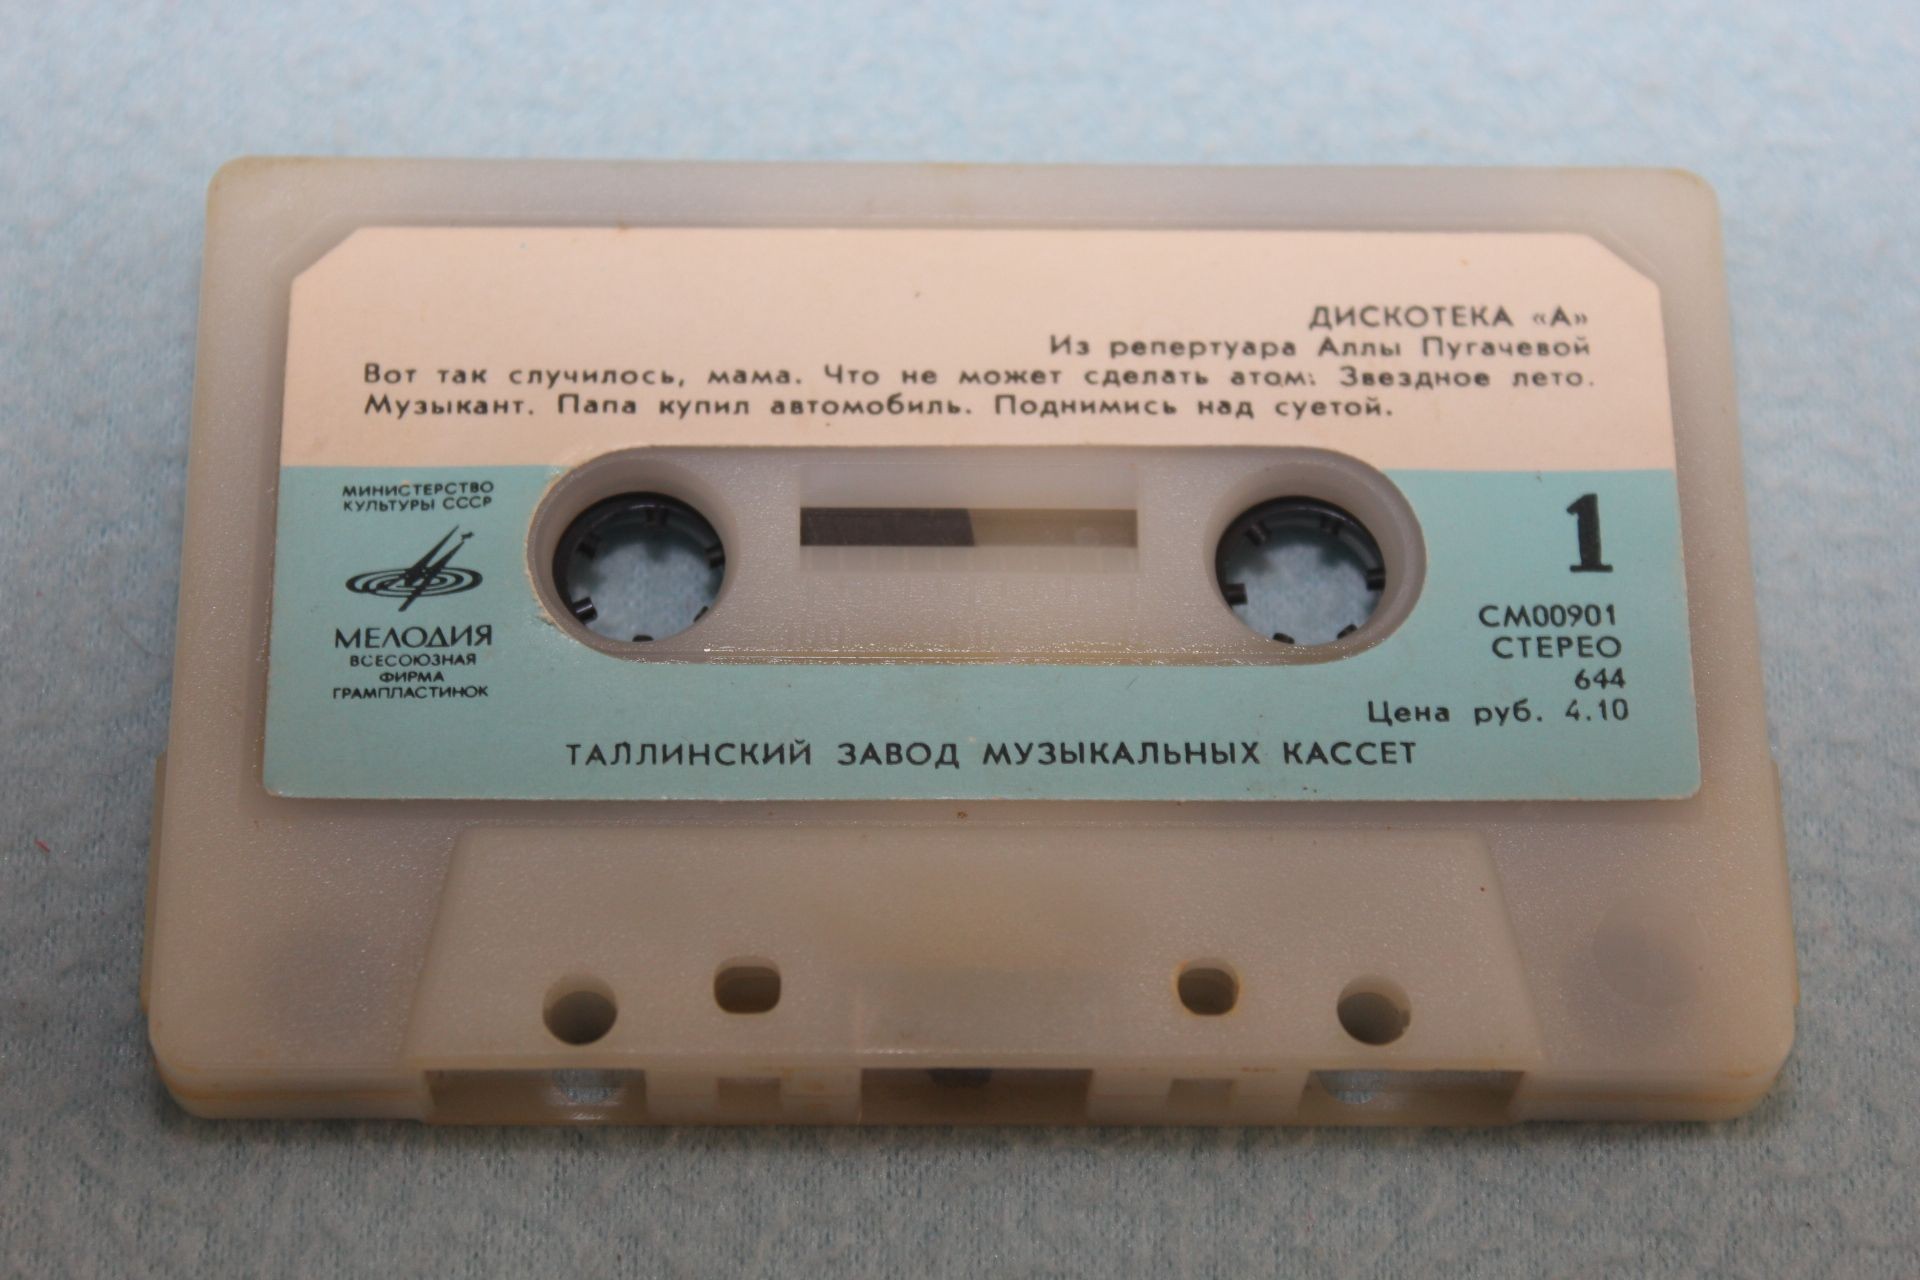 ДИСКОТЕКА «А»
Из репертуара Аллы Пугачевой
Вот так случилось, мама. Что не может сделать атом. Звездное лето.
Музыкант. Папа купил автомобиль. Поднимись над суетой.
МИНИСТЕРСТВО
КУЛЬТУРЫ СССР
МЕЛОДИЯ
ВСЕСОЮЗНАЯ
ФИРМА
ГРАМПЛАСТИНОК
1
СМ00901
СТЕРЕО
644
Цена руб. 4.10
ТАЛЛИНСКИЙ ЗАВОД МУЗЫКАЛЬНЫХ КАССЕТ